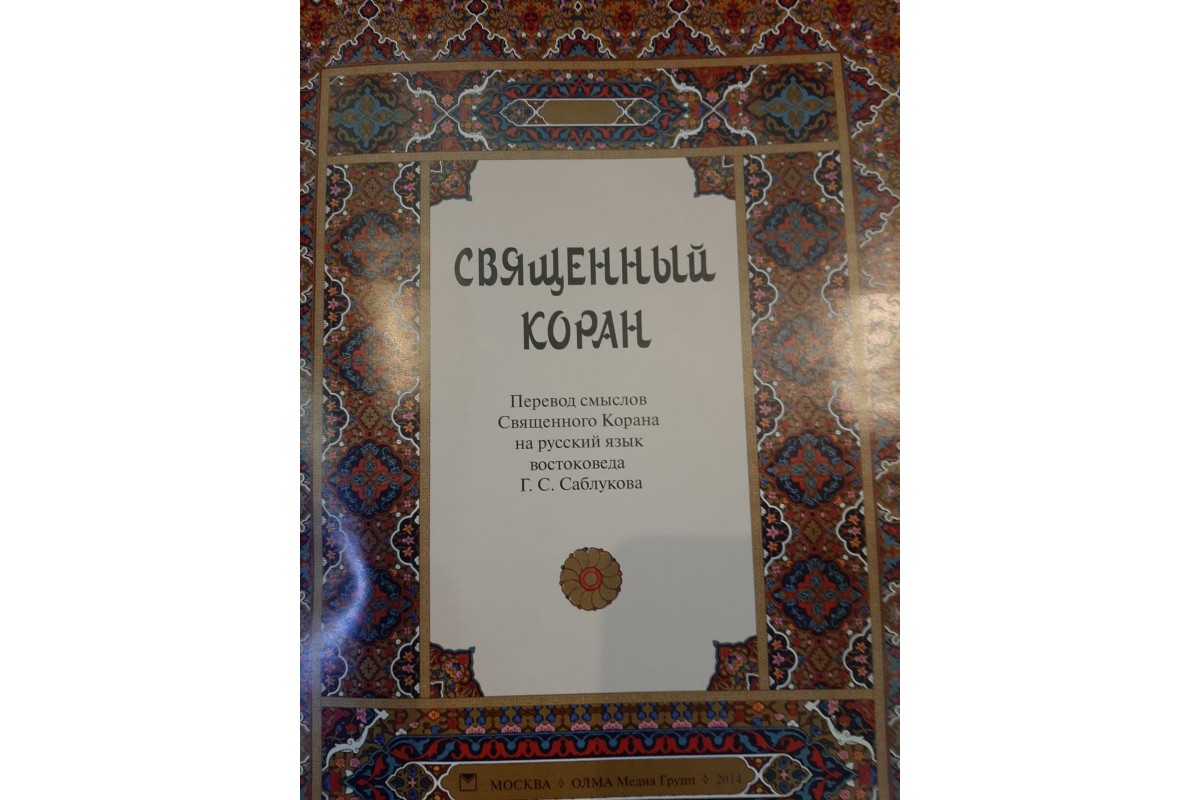 СВЯЩЕННЫЙ
КОРАН
Перевод смыслов
Священного Корана
на русский язык
востоковеда
Г. С. Саблукова
МОСКВА ◊ ОЛМА Медиа Групп ◊ 2014